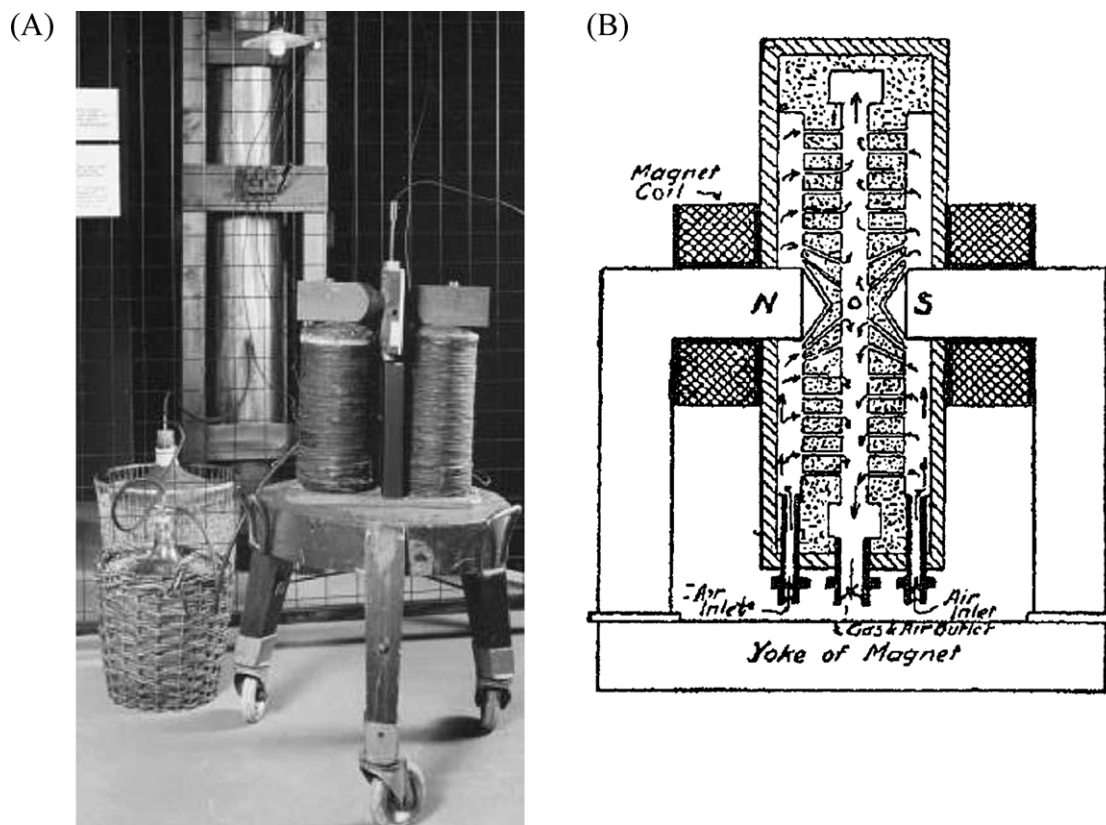 (A)
(B)
Magnet
Coil
N
O
S
Air
Inlet
Air
Inlet
Gas & Air Outlet
Yoke of Magnet